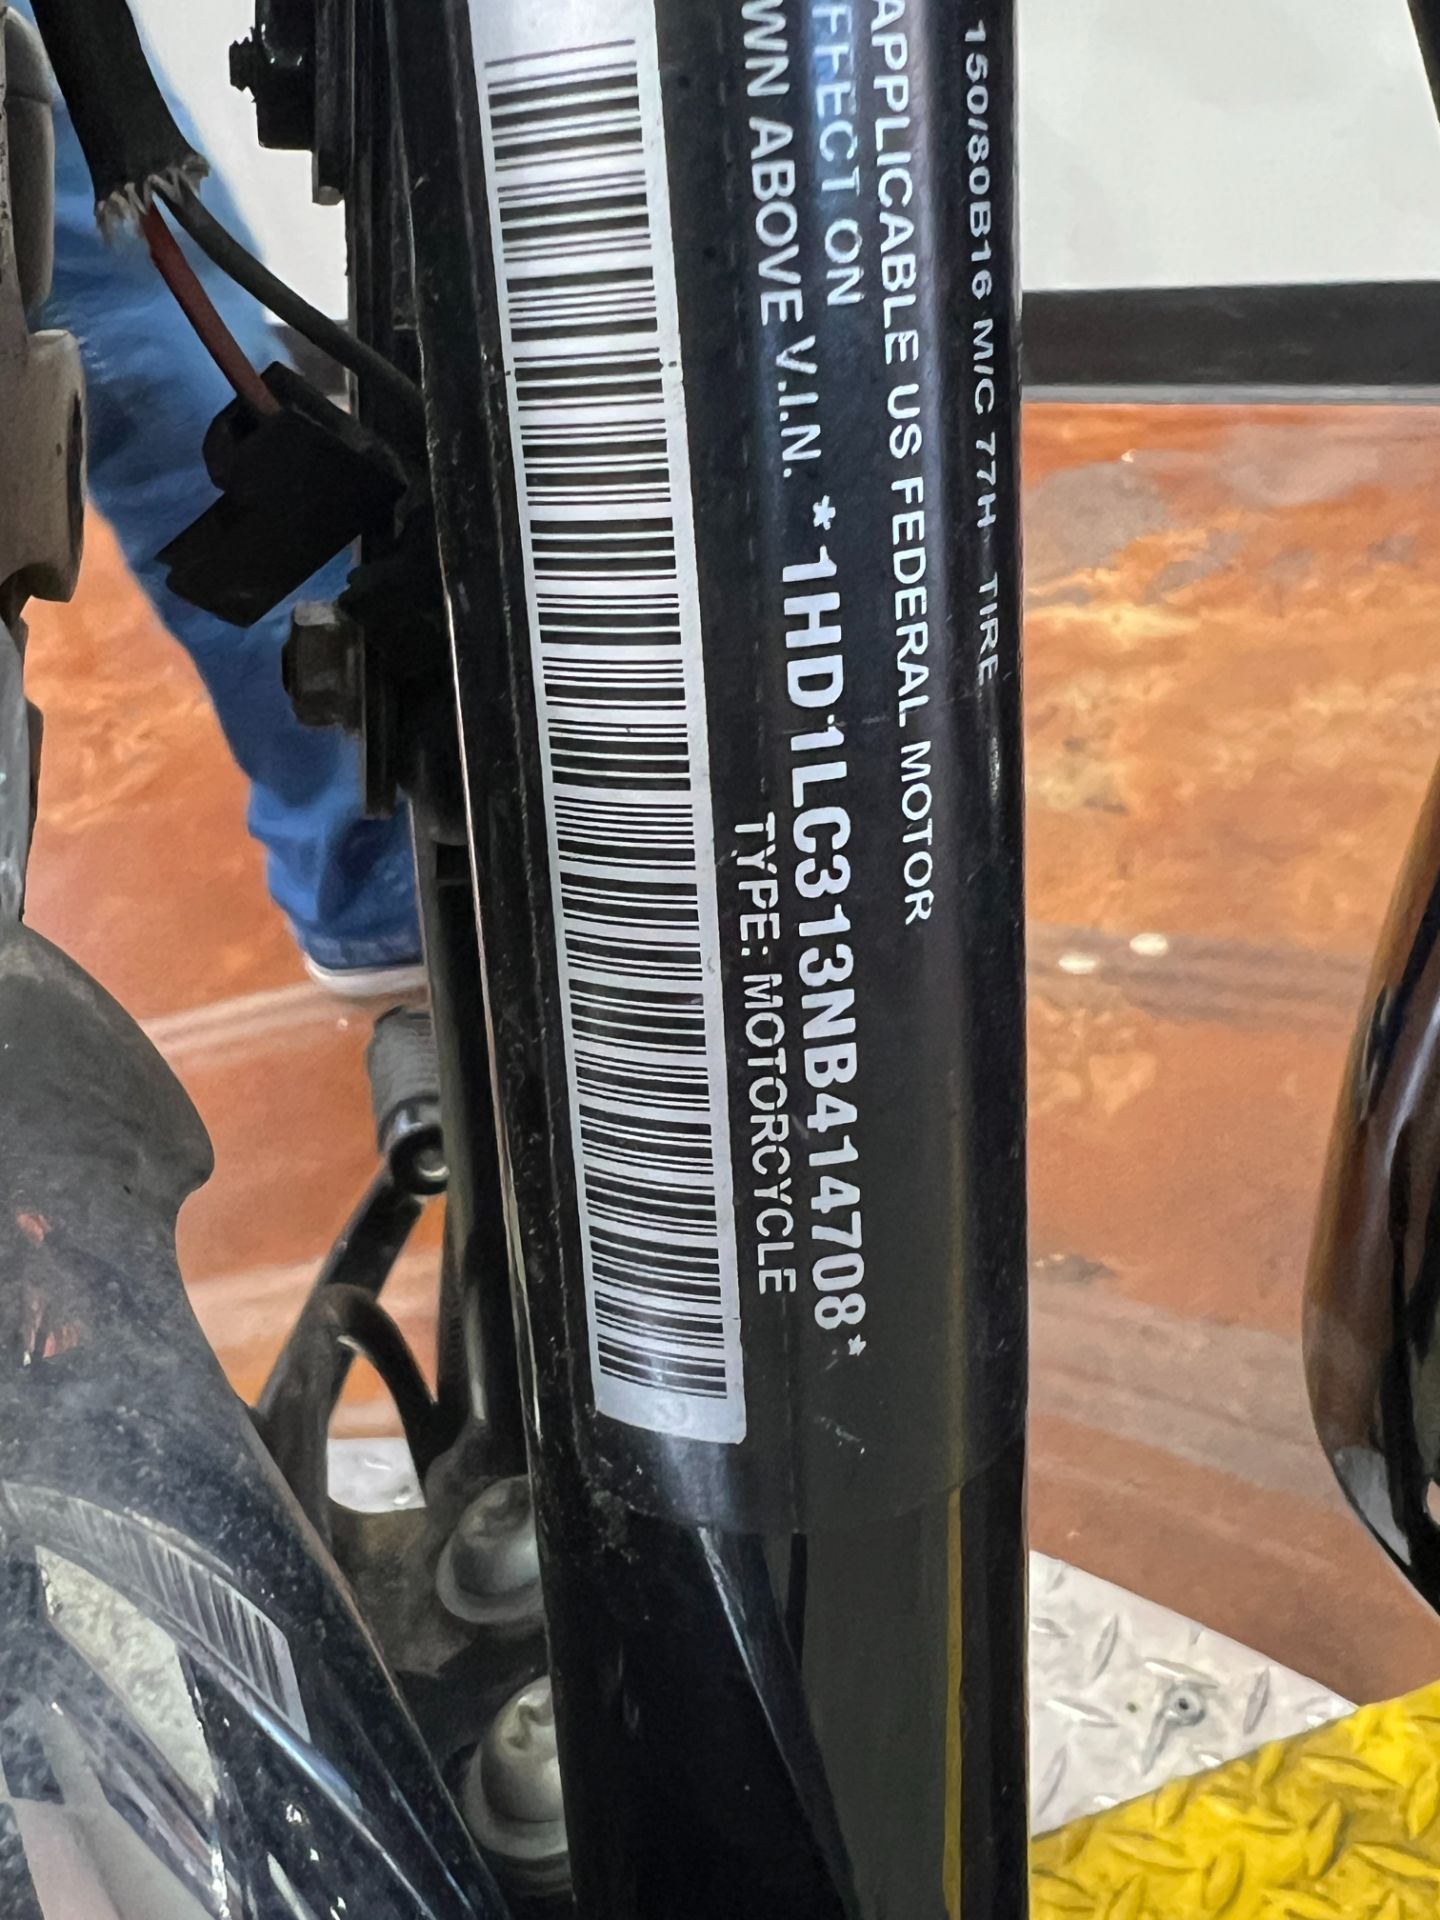 150/80B16 M/C 77H TIRE
APPLICABLE US FEDERAL MOTOR
FFECT ON
WN ABOVE V.I.N. *1HD1LC313NB414708*
TYPE: MOTORCYCLE